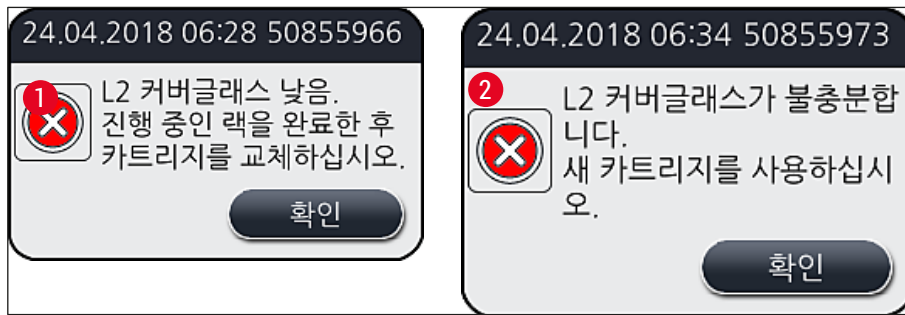 24.04.2018 06:28 50855966
1
L2 커버글래스 낮음.
진행 중인 랙을 완료한 후
카트리지를 교체하십시오.
확인
24.04.2018 06:34 50855973
2
L2 커버글래스가 불충분합
니다.
새 카트리지를 사용하십시
오.
확인